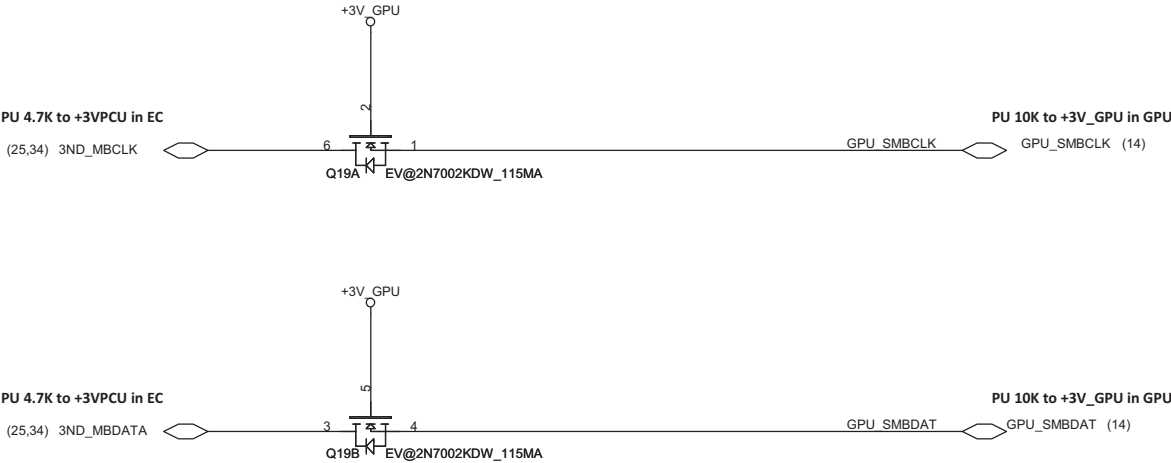 +3V_GPU
2
PU 4.7K to +3VPCU in EC
PU 10K to +3V_GPU in GPU
(25,34) 3ND_MBCLK
6
1
GPU_SMBCLK
GPU_SMBCLK (14)
Q19A
EV@2N7002KDW_115MA
+3V_GPU
5
PU 4.7K to +3VPCU in EC
PU 10K to +3V_GPU in GPU
(25,34) 3ND_MBDATA
3
4
GPU_SMBDAT
GPU_SMBDAT (14)
Q19B
EV@2N7002KDW_115MA